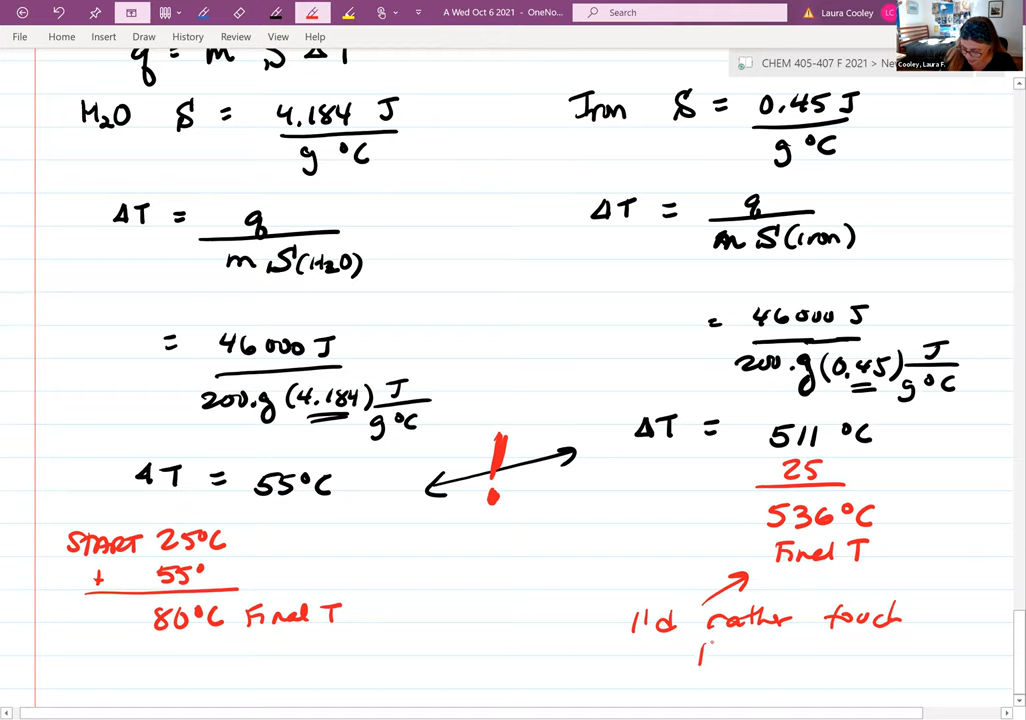 A Wed Oct 6 2021 - OneNo...
Search
Laura Cooley
LC
File Home Insert Draw History Review View Help
CHEM 405-407 F 2021 >
Cooley, Laura F.
q = m S ΔT
H₂O S = 4.184 J
g °C
Iron S = 0.45 J
g °C
ΔT = q
m S(H₂O)
ΔT = q
m S(Iron)
= 46000 J
200.g (4.184) J
g °C
= 46000 J
200.g (0.45) J
g °C
ΔT = 55°C
!
ΔT = 511 °C
25
536°C
Final T
START 25°C
+ 55°
80°C Final T
I'd rather touch